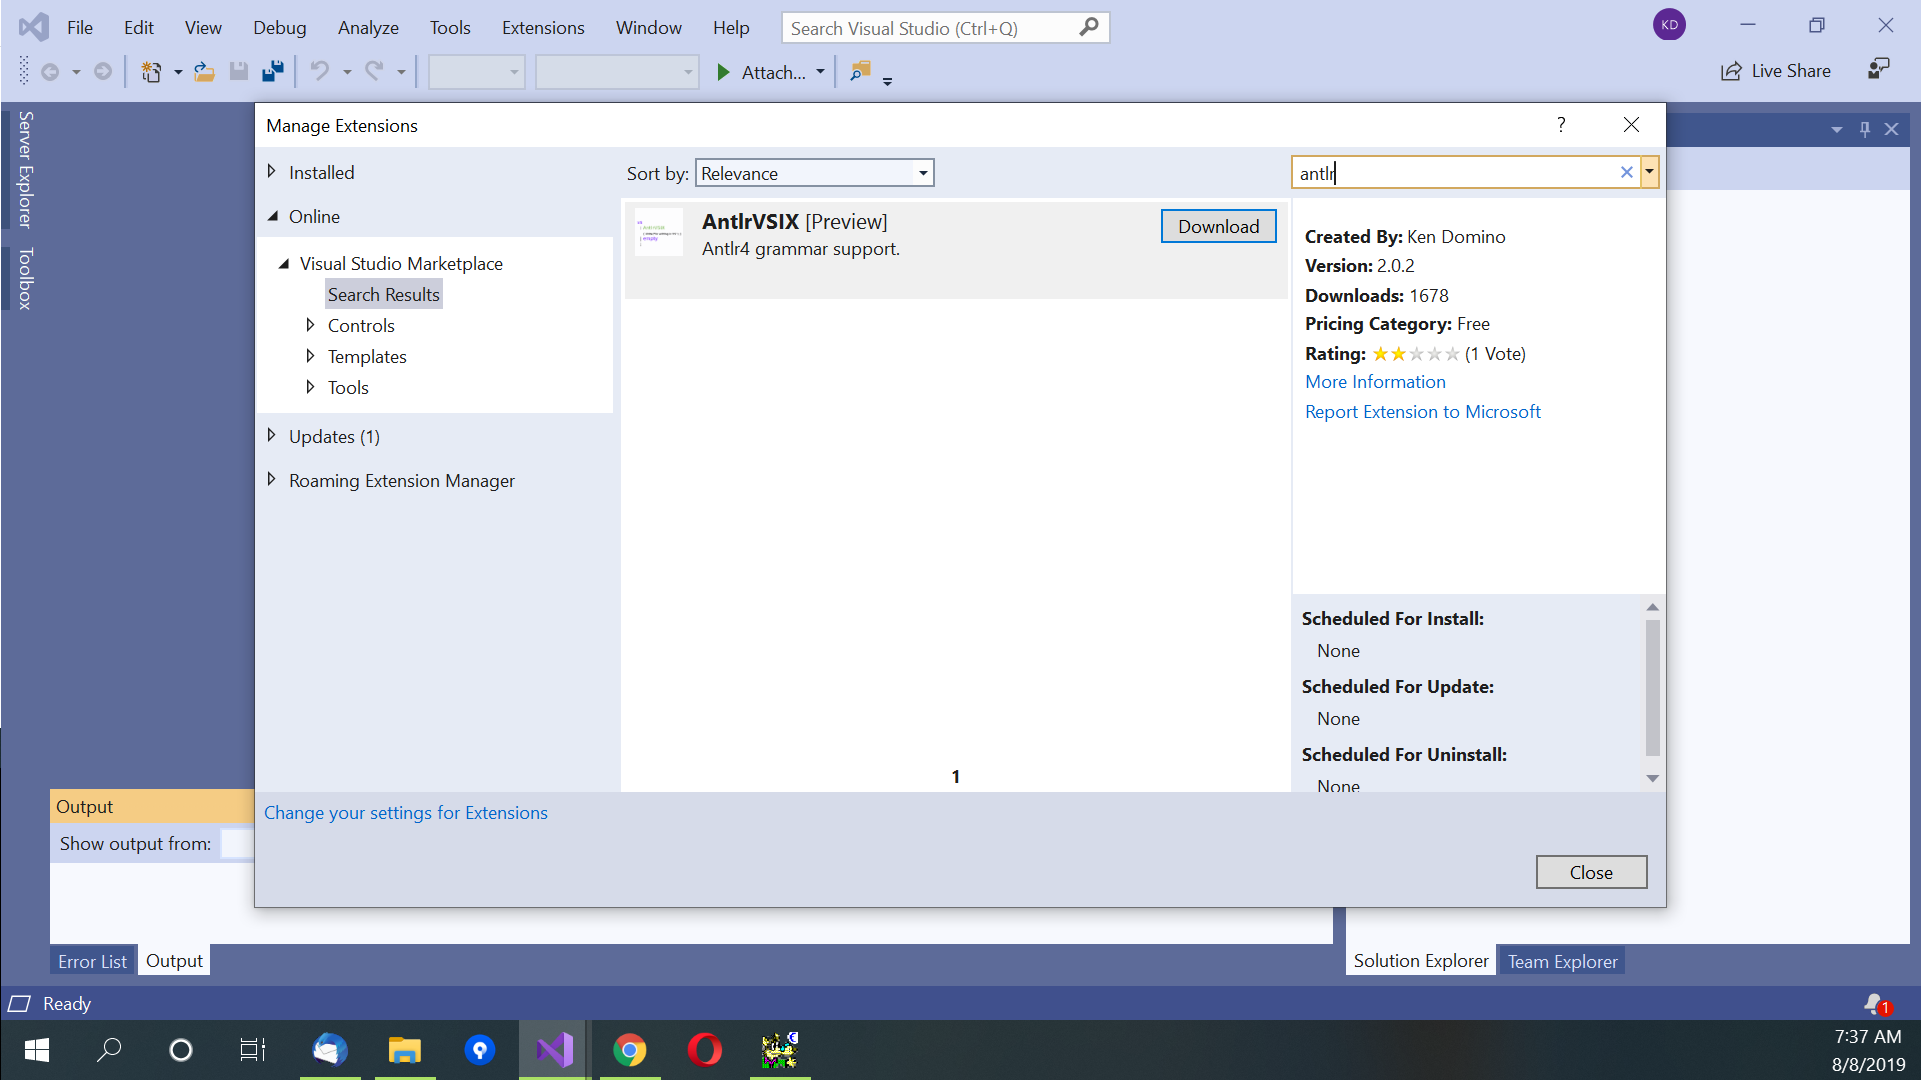 File Edit View Debug Analyze Tools Extensions Window Help
Search Visual Studio (Ctrl+Q)
KD
Attach...
Live Share
Server Explorer
Toolbox
Manage Extensions
?
Installed
Online
Visual Studio Marketplace
Search Results
Controls
Templates
Tools
Updates (1)
Roaming Extension Manager
Sort by: Relevance
antlr
AntlrVSIX [Preview]
Antlr4 grammar support.
Download
1
Created By: Ken Domino
Version: 2.0.2
Downloads: 1678
Pricing Category: Free
Rating: (1 Vote)
More Information
Report Extension to Microsoft
Scheduled For Install:
None
Scheduled For Update:
None
Scheduled For Uninstall:
None
Change your settings for Extensions
Close
Output
Show output from:
Error List Output
Solution Explorer Team Explorer
Ready
1
7:37 AM
8/8/2019